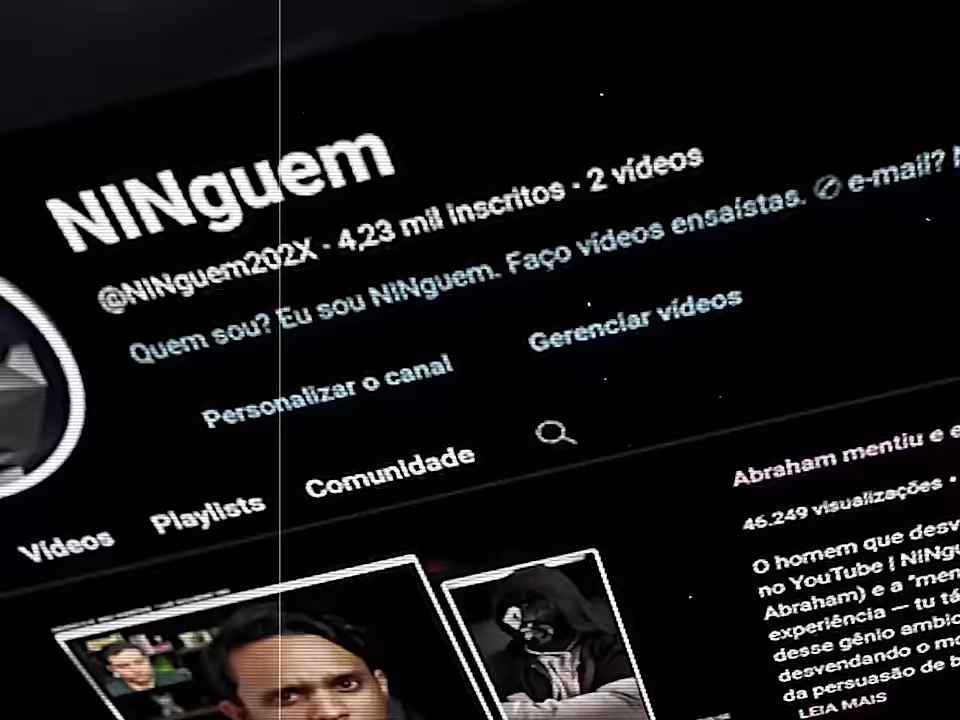 NINguem
@NINguem202X · 4,23 mil inscritos · 2 vídeos
Quem sou? Eu sou NINguem. Faço vídeos ensaístas. e-mail?
Personalizar o canal
Gerenciar vídeos
Vídeos Playlists Comunidade
Abraham mentiu e e
46.249 visualizações •
O homem que desv
no YouTube | NINgu
Abraham) e a "men
experiência — tu tá
desse gênio ambic
desvendando o mo
da persuasão de b
LEIA MAIS